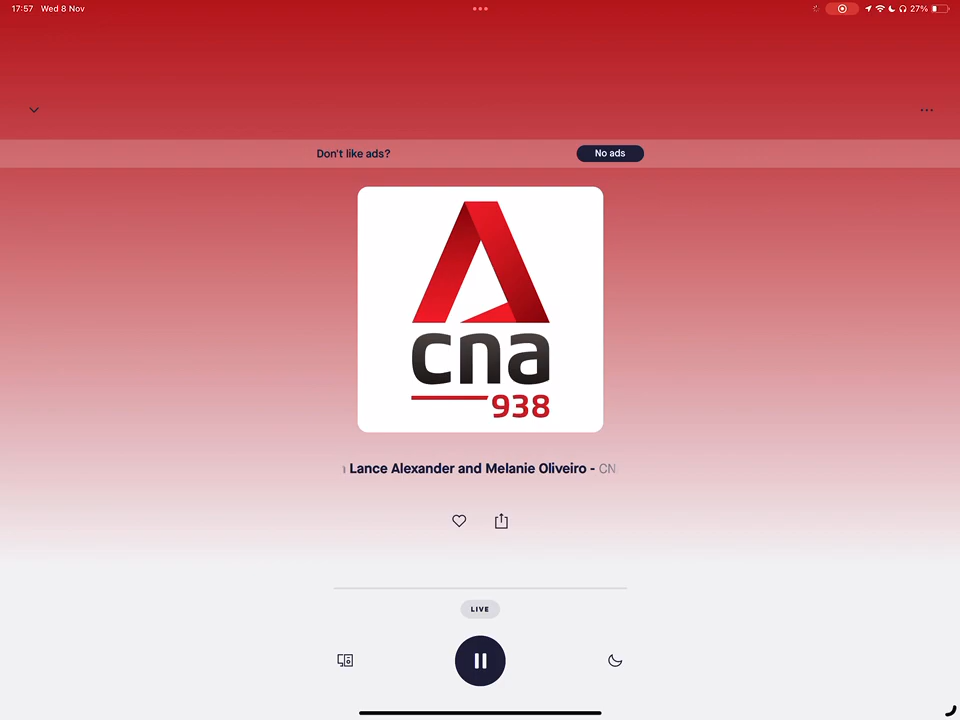 17:57 Wed 8 Nov
27%
Don't like ads?
No ads
cna
938
Lance Alexander and Melanie Oliveiro - CN
LIVE